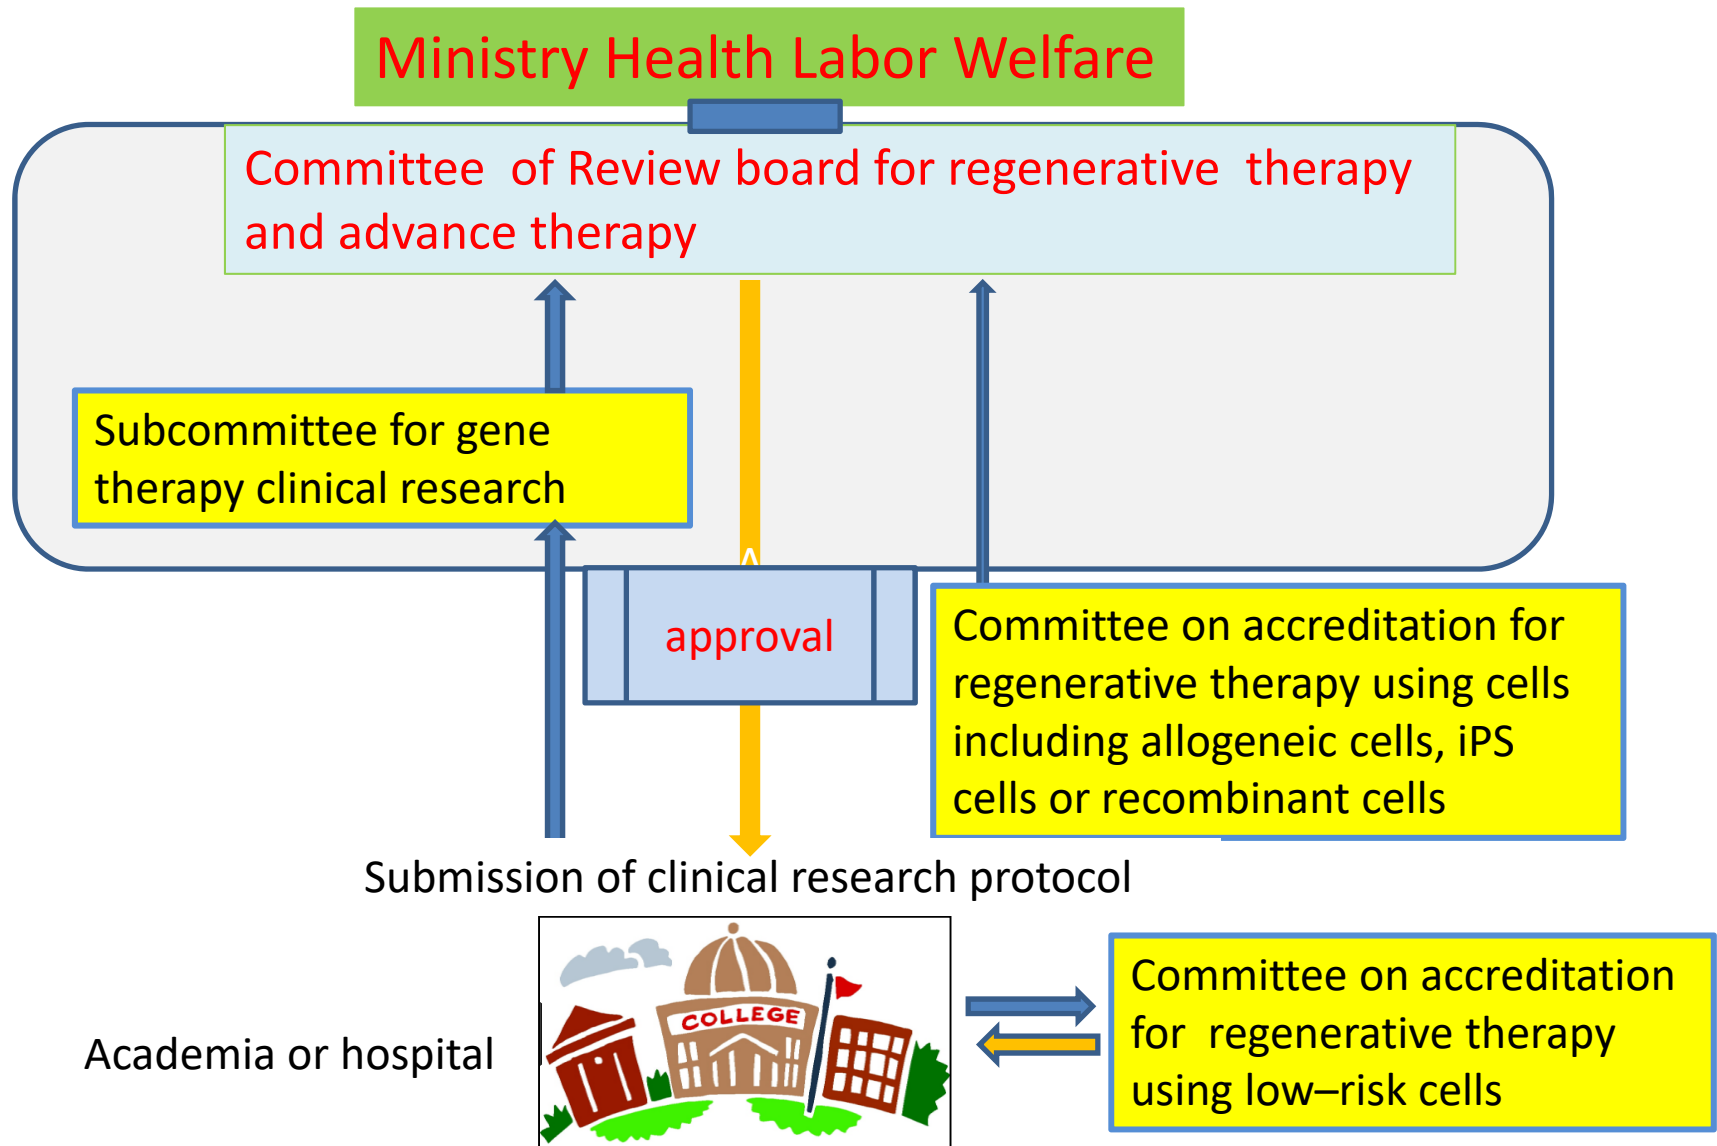 Ministry Health Labor Welfare
Committee  of Review board for regenerative  therapy
and advance therapy
Subcommittee for gene
therapy clinical research
A
approval
Committee on accreditation for
regenerative therapy using cells
including allogeneic cells, iPS
cells or recombinant cells
Submission of clinical research protocol
COLLEGE
Academia or hospital
Committee on accreditation
for  regenerative therapy
using low–risk cells